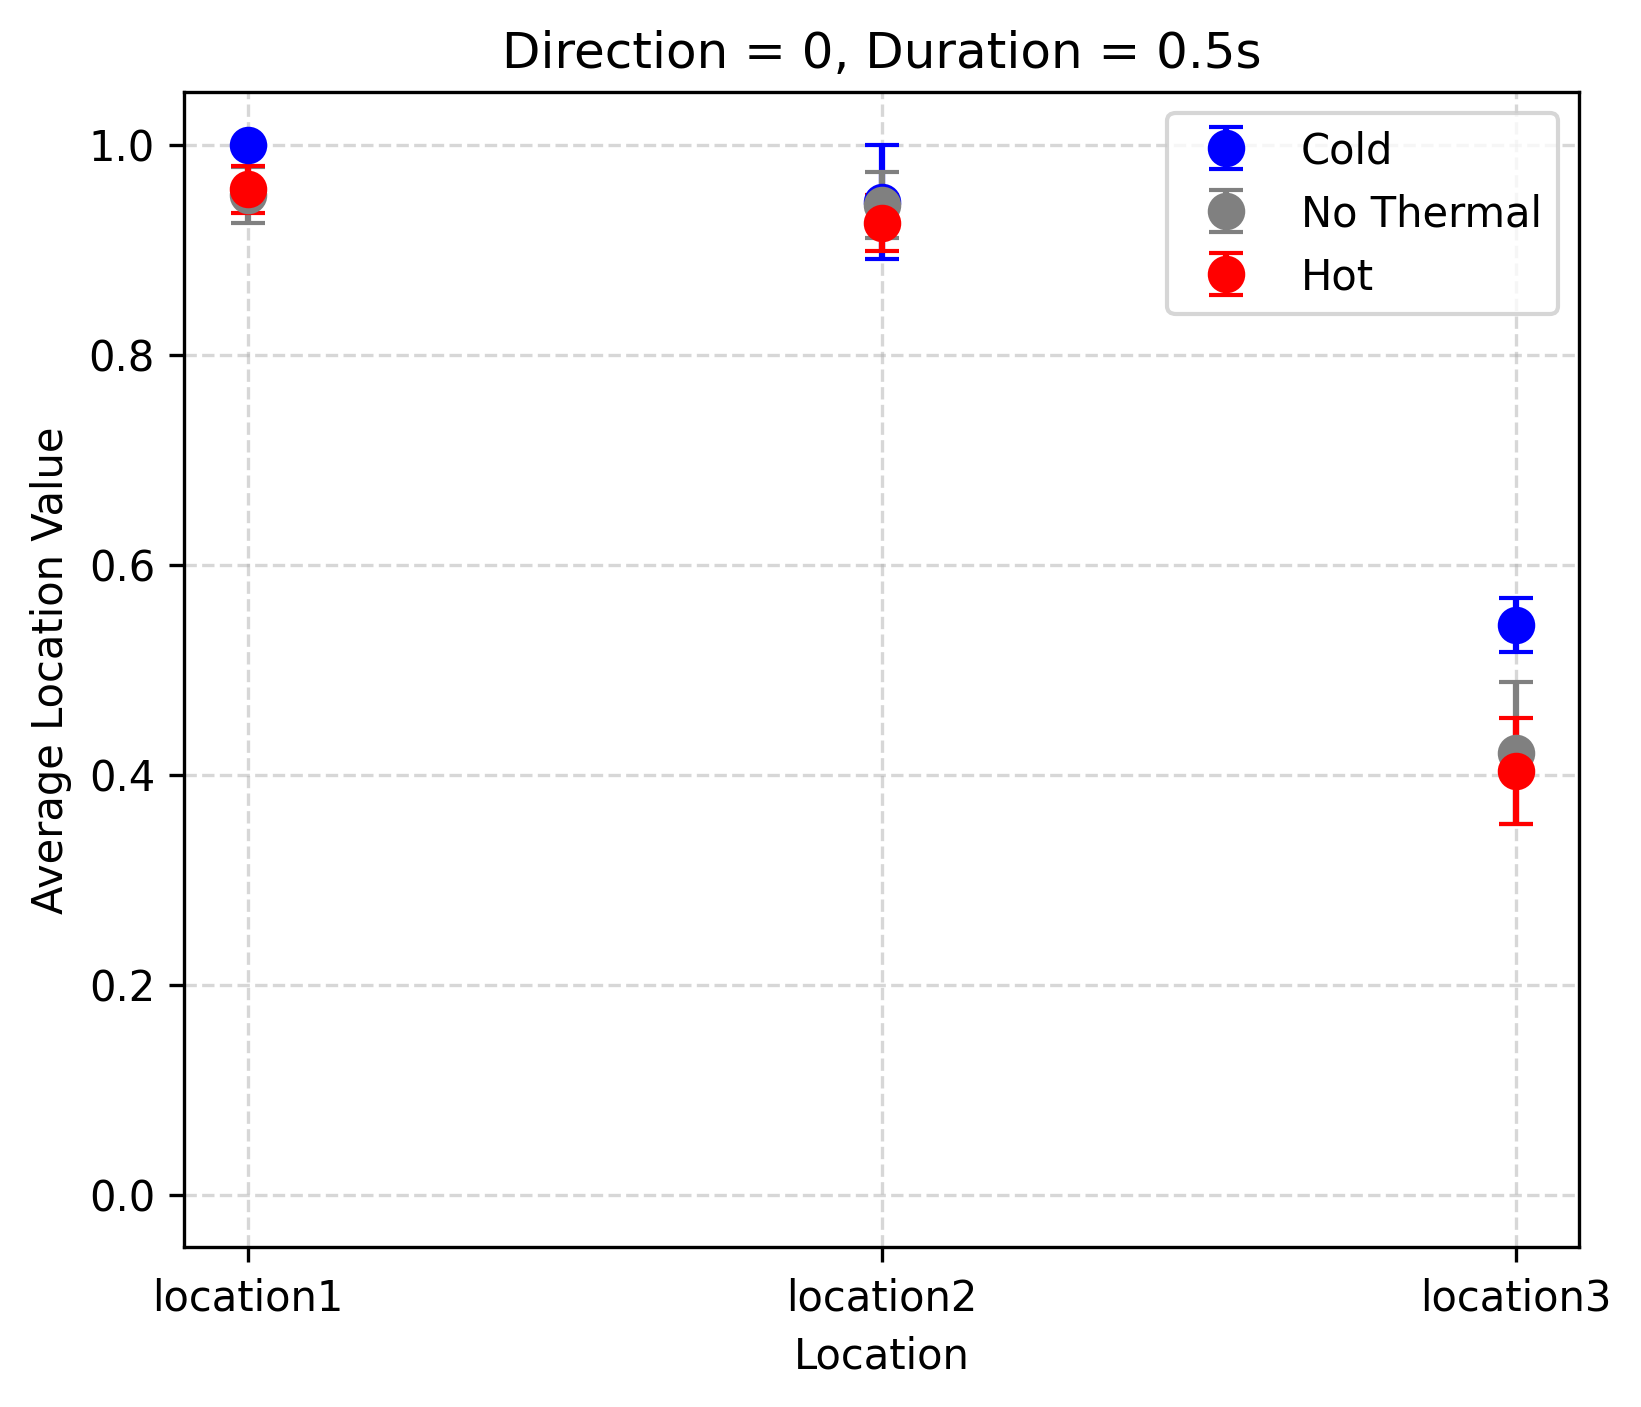 Direction = 0, Duration = 0.5s
Cold
No Thermal
Hot
1.0
0.8
0.6
0.4
0.2
0.0
Average Location Value
location1
location2
location3
Location